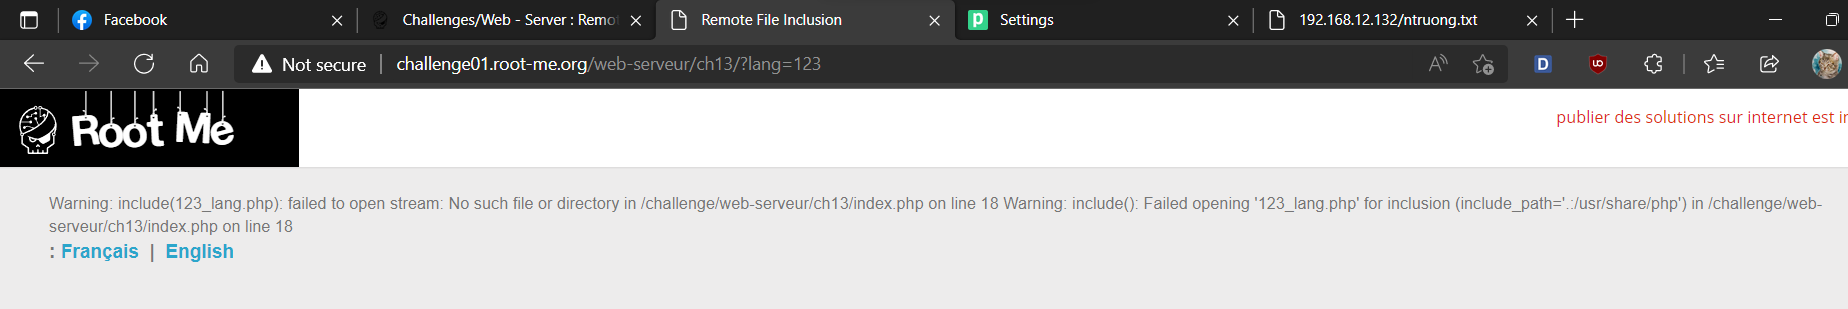 Facebook
Challenges/Web - Server : Remo
Remote File Inclusion
Settings
192.168.12.132/ntruong.txt
Not secure | challenge01.root-me.org/web-serveur/ch13/?lang=123
Root Me
publier des solutions sur internet est in
Warning: include(123_lang.php): failed to open stream: No such file or directory in /challenge/web-serveur/ch13/index.php on line 18 Warning: include(): Failed opening '123_lang.php' for inclusion (include_path='.:/usr/share/php') in /challenge/web-
serveur/ch13/index.php on line 18
: Français | English